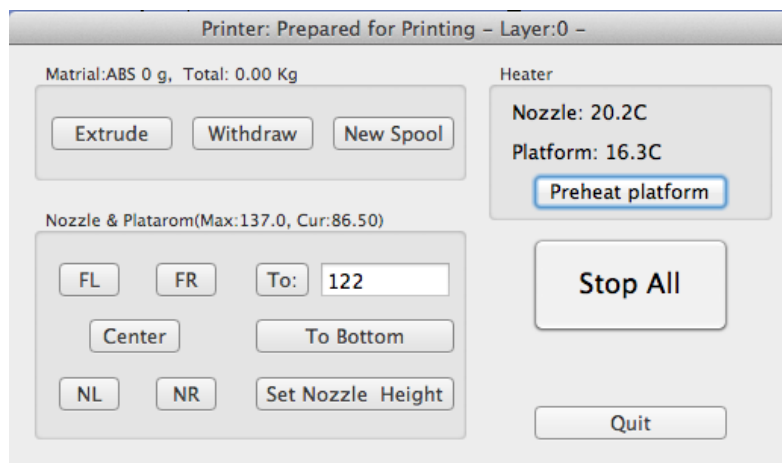 Printer: Prepared for Printing – Layer:0 –
Matrial:ABS 0 g, Total: 0.00 Kg
Extrude Withdraw New Spool
Heater
Nozzle: 20.2C
Platform: 16.3C
Preheat platform
Nozzle & Platarom(Max:137.0, Cur:86.50)
FL FR To: 122
Center To Bottom
NL NR Set Nozzle Height
Stop All
Quit